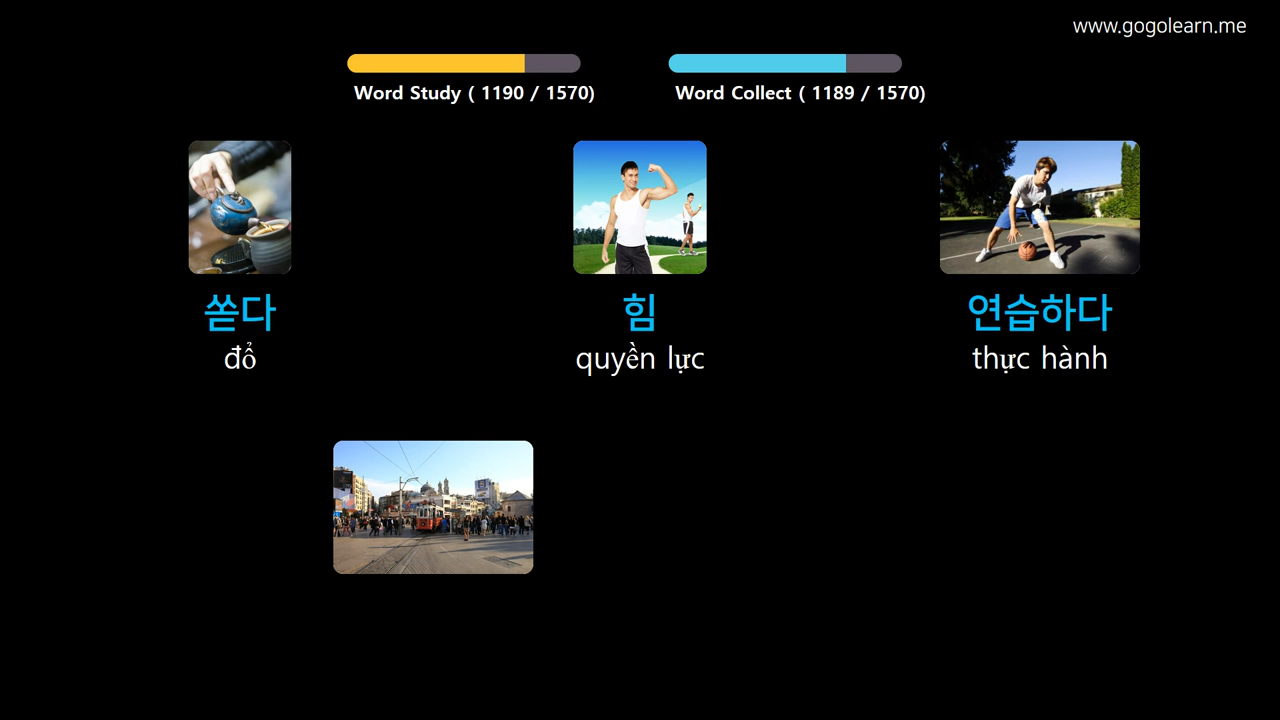 www.gogolearn.me
Word Study ( 1190 / 1570)
Word Collect ( 1189 / 1570)
쏟다
đổ
힘
quyền lực
연습하다
thực hành